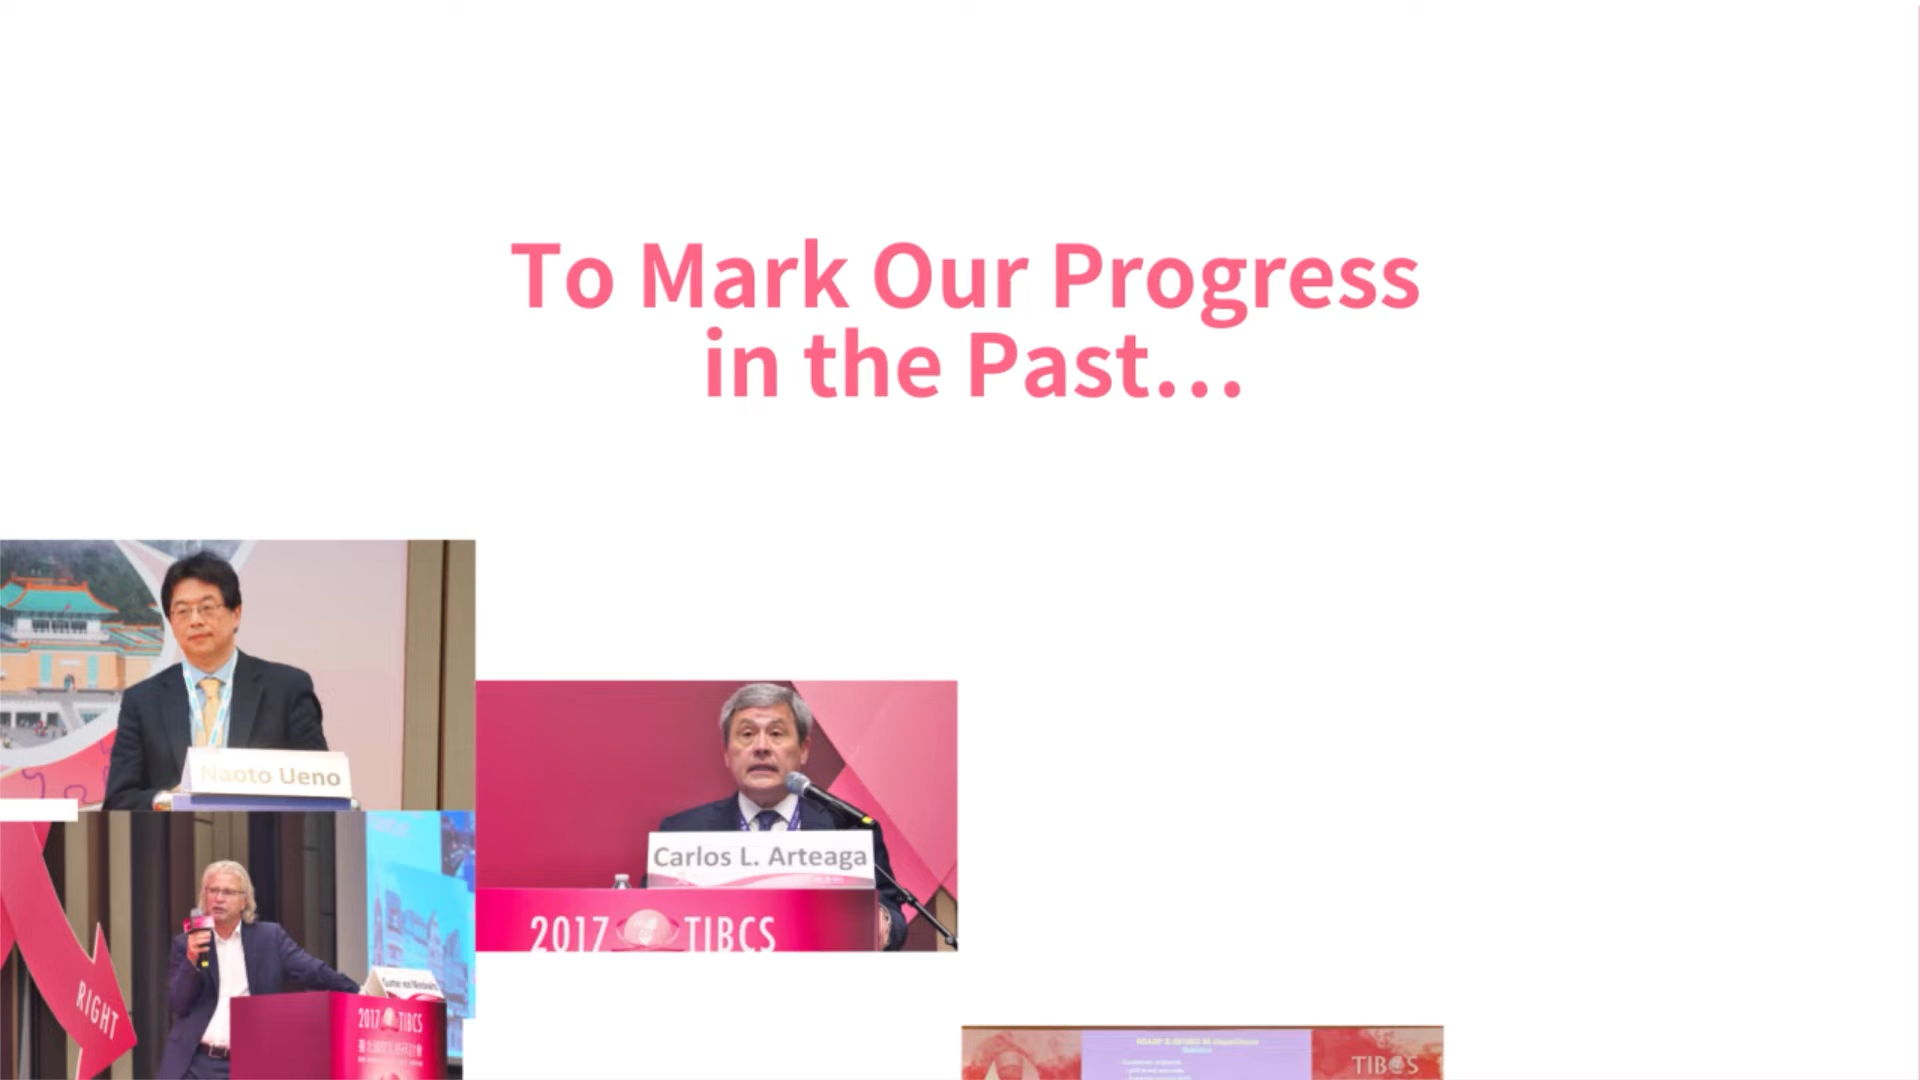 To Mark Our Progress
in the Past...
Naoto Ueno
Carlos L. Arteaga
2017 TIBCS
RIGHT
2017 TIBCS
TIBCS